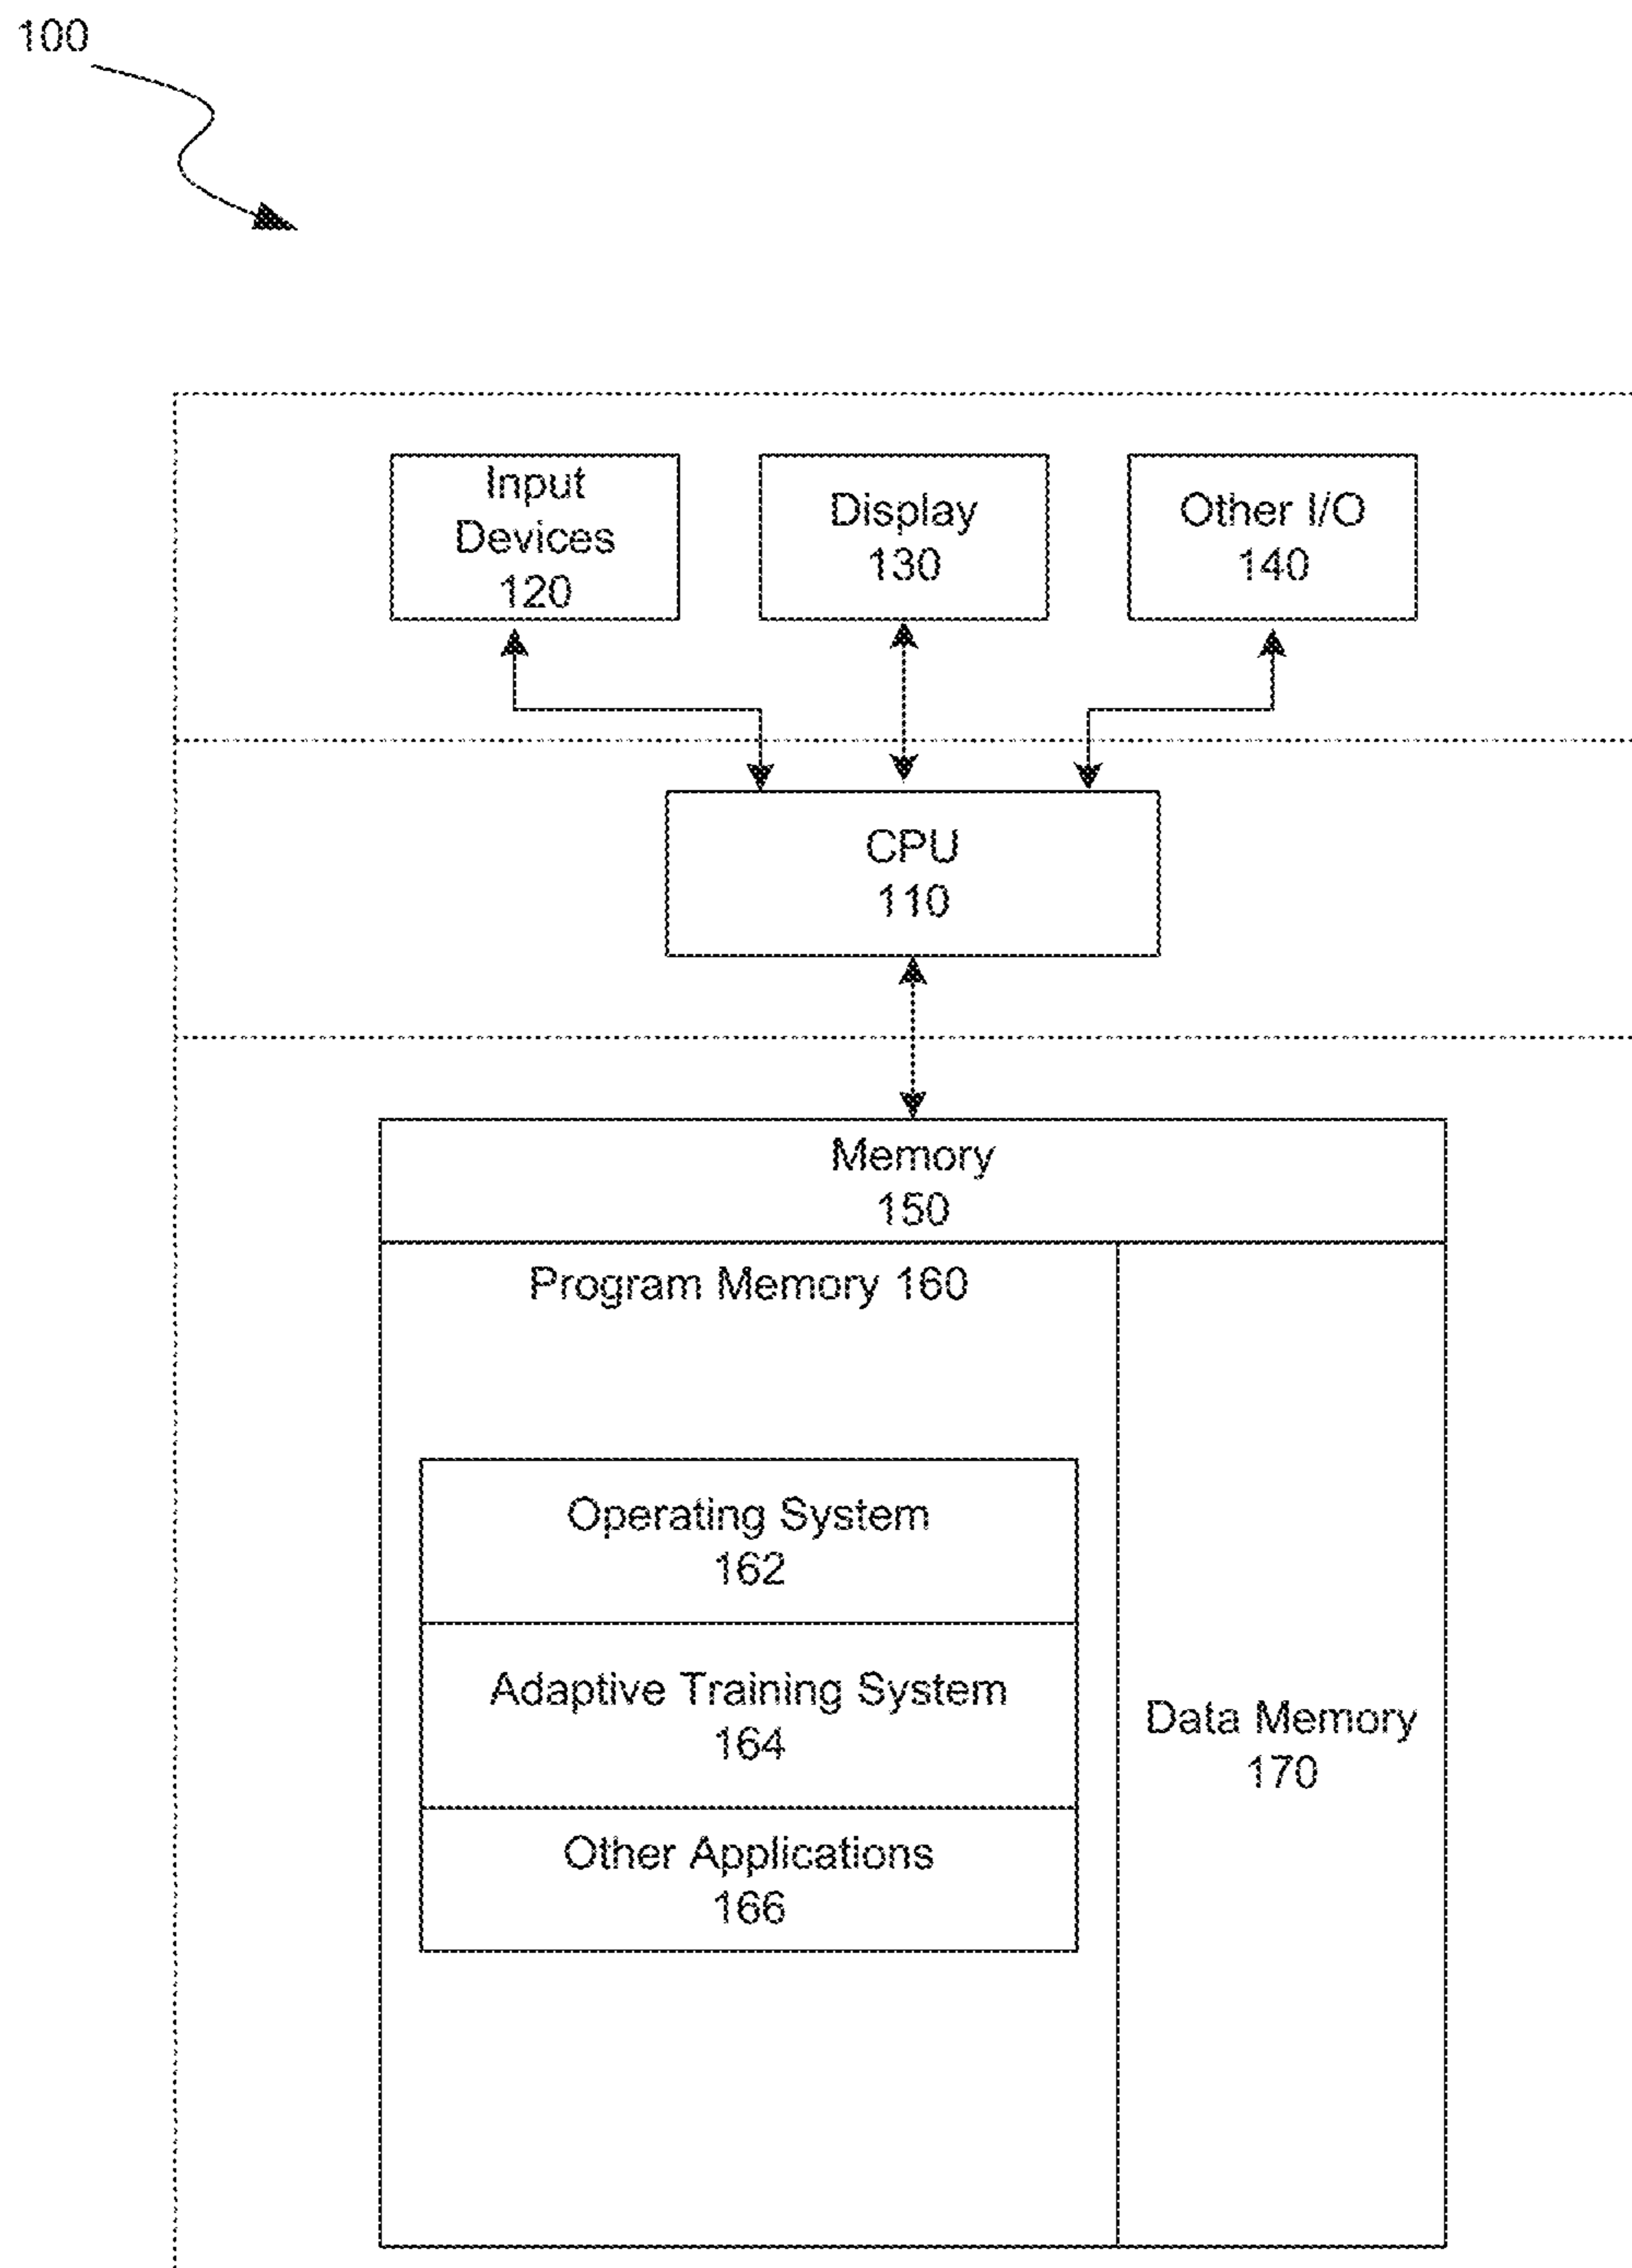 100
Input
Devices
120
Display
130
Other I/O
140
CPU
110
Memory
150
Program Memory 160
Operating System
162
Adaptive Training System
164
Other Applications
166
Data Memory
170